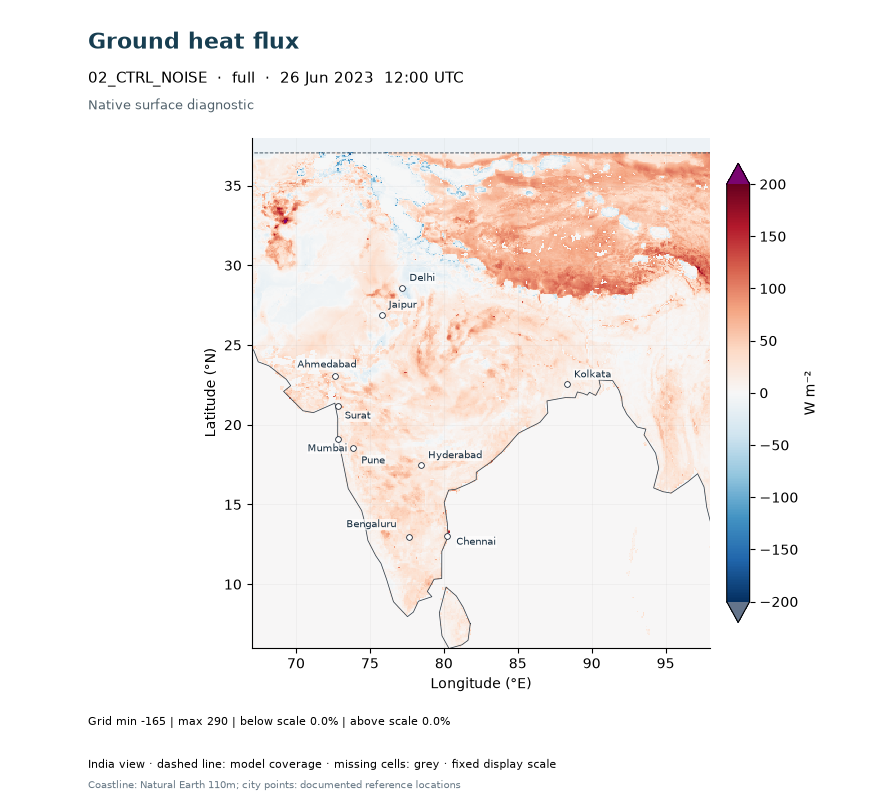 Ground heat flux
02_CTRL_NOISE · full · 26 Jun 2023 12:00 UTC
Native surface diagnostic
35
30
25
20
15
10
Latitude (°N)
Delhi
Jaipur
Ahmedabad
Kolkata
Surat
Mumbai
Pune
Hyderabad
Bengaluru
Chennai
70 75 80 85 90 95
Longitude (°E)
200
150
100
50
0
−50
−100
−150
−200
W m⁻²
Grid min -165 | max 290 | below scale 0.0% | above scale 0.0%
India view · dashed line: model coverage · missing cells: grey · fixed display scale
Coastline: Natural Earth 110m; city points: documented reference locations